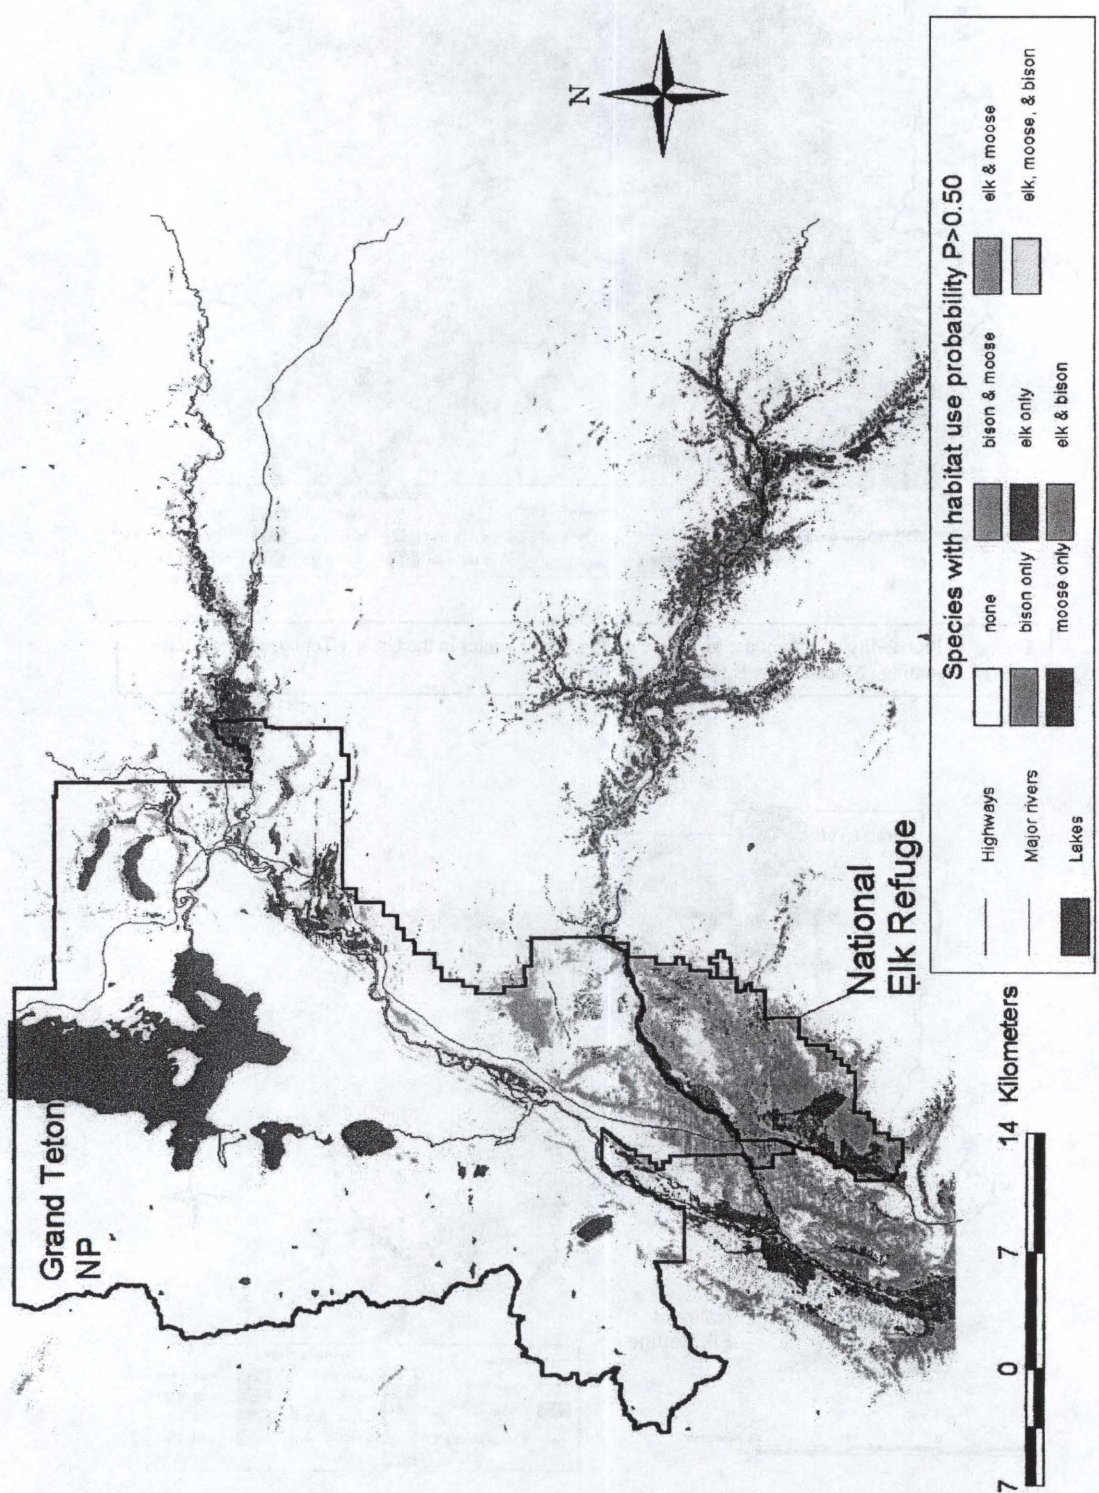 Grand Teton
NP
N
National
Elk Refuge
7 0 7 14 Kilometers
Species with habitat use probability P>0.50
Highways
Major rivers
Lakes
none
bison only
moose only
bison & moose
elk only
elk & bison
elk & moose
elk, moose, & bison